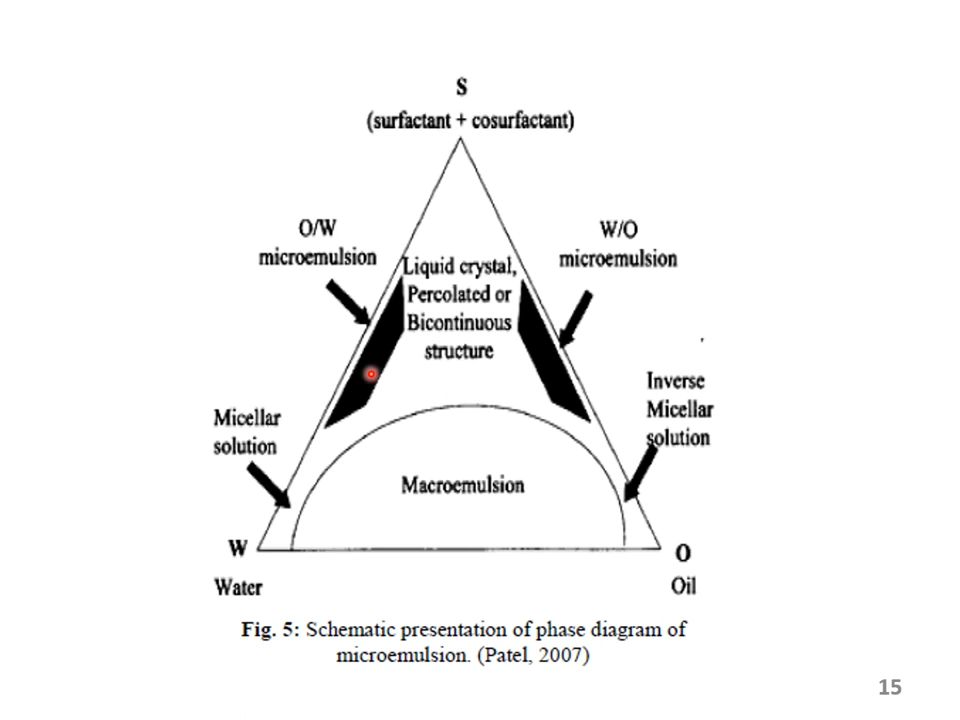 S
(surfactant + cosurfactant)
O/W
microemulsion
W/O
microemulsion
Liquid crystal,
Percolated or
Bicontinuous
structure
Inverse
Micellar
solution
Micellar
solution
Macroemulsion
W
Water
O
Oil
Fig. 5: Schematic presentation of phase diagram of
microemulsion. (Patel, 2007)
15